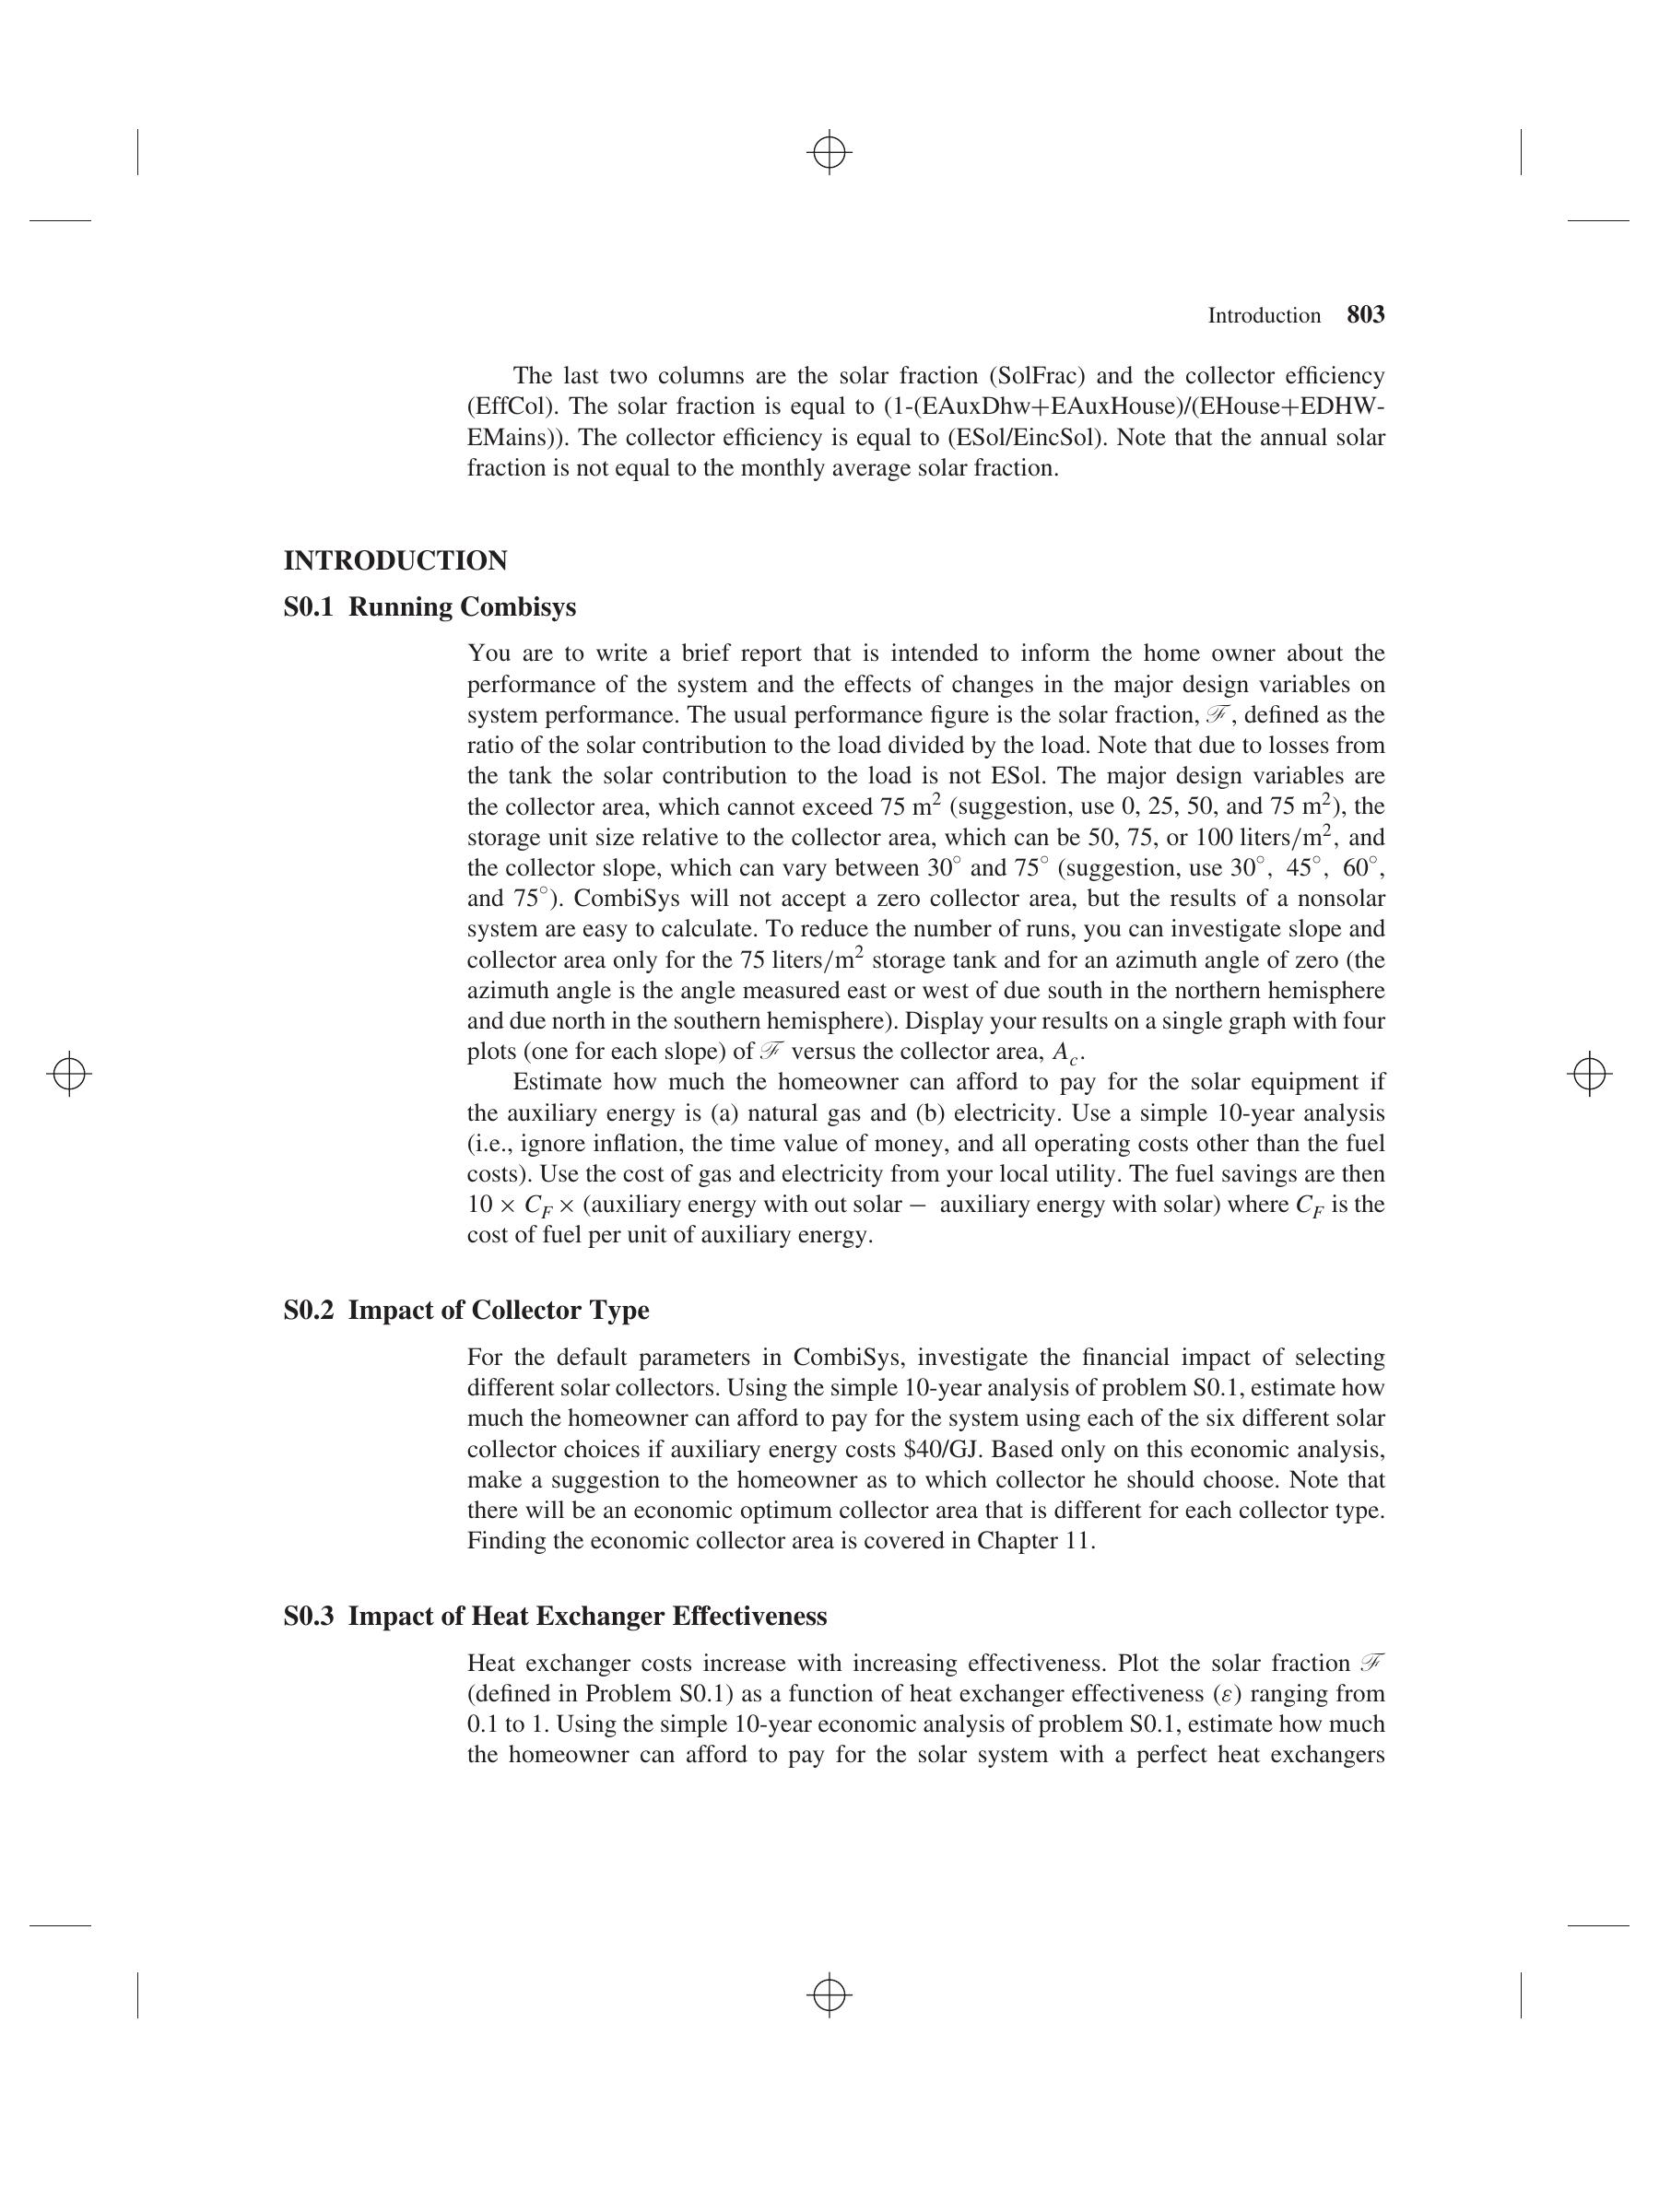 Introduction 803
The last two columns are the solar fraction (SolFrac) and the collector efficiency
(EffCol). The solar fraction is equal to (1-(EAuxDhw+EAuxHouse)/(EHouse+EDHW-
EMains)). The collector efficiency is equal to (ESol/EincSol). Note that the annual solar
fraction is not equal to the monthly average solar fraction.
INTRODUCTION
S0.1 Running Combisys
You are to write a brief report that is intended to inform the home owner about the
performance of the system and the effects of changes in the major design variables on
system performance. The usual performance figure is the solar fraction, ℱ, defined as the
ratio of the solar contribution to the load divided by the load. Note that due to losses from
the tank the solar contribution to the load is not ESol. The major design variables are
the collector area, which cannot exceed 75 m² (suggestion, use 0, 25, 50, and 75 m²), the
storage unit size relative to the collector area, which can be 50, 75, or 100 liters/m², and
the collector slope, which can vary between 30° and 75° (suggestion, use 30°, 45°, 60°,
and 75°). CombiSys will not accept a zero collector area, but the results of a nonsolar
system are easy to calculate. To reduce the number of runs, you can investigate slope and
collector area only for the 75 liters/m² storage tank and for an azimuth angle of zero (the
azimuth angle is the angle measured east or west of due south in the northern hemisphere
and due north in the southern hemisphere). Display your results on a single graph with four
plots (one for each slope) of ℱ versus the collector area, A_c.
Estimate how much the homeowner can afford to pay for the solar equipment if
the auxiliary energy is (a) natural gas and (b) electricity. Use a simple 10-year analysis
(i.e., ignore inflation, the time value of money, and all operating costs other than the fuel
costs). Use the cost of gas and electricity from your local utility. The fuel savings are then
10 × C_F × (auxiliary energy with out solar − auxiliary energy with solar) where C_F is the
cost of fuel per unit of auxiliary energy.
S0.2 Impact of Collector Type
For the default parameters in CombiSys, investigate the financial impact of selecting
different solar collectors. Using the simple 10-year analysis of problem S0.1, estimate how
much the homeowner can afford to pay for the system using each of the six different solar
collector choices if auxiliary energy costs $40/GJ. Based only on this economic analysis,
make a suggestion to the homeowner as to which collector he should choose. Note that
there will be an economic optimum collector area that is different for each collector type.
Finding the economic collector area is covered in Chapter 11.
S0.3 Impact of Heat Exchanger Effectiveness
Heat exchanger costs increase with increasing effectiveness. Plot the solar fraction ℱ
(defined in Problem S0.1) as a function of heat exchanger effectiveness (ε) ranging from
0.1 to 1. Using the simple 10-year economic analysis of problem S0.1, estimate how much
the homeowner can afford to pay for the solar system with a perfect heat exchangers